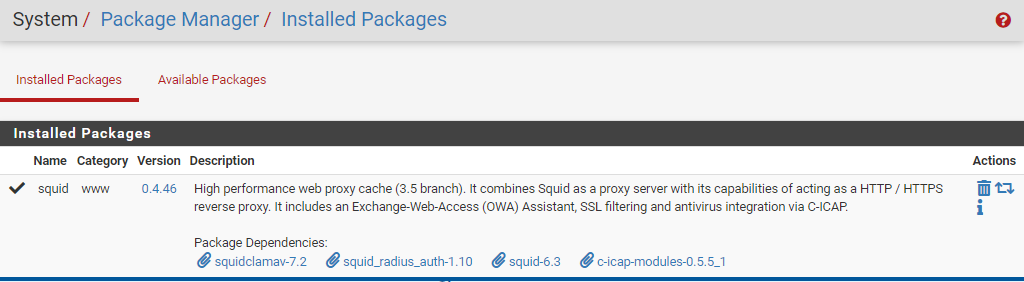 System / Package Manager / Installed Packages
Installed Packages Available Packages
Installed Packages
Name Category Version Description Actions
squid www 0.4.46 High performance web proxy cache (3.5 branch). It combines Squid as a proxy server with its capabilities of acting as a HTTP / HTTPS
reverse proxy. It includes an Exchange-Web-Access (OWA) Assistant, SSL filtering and antivirus integration via C-ICAP.
Package Dependencies:
squidclamav-7.2 squid_radius_auth-1.10 squid-6.3 c-icap-modules-0.5.5_1